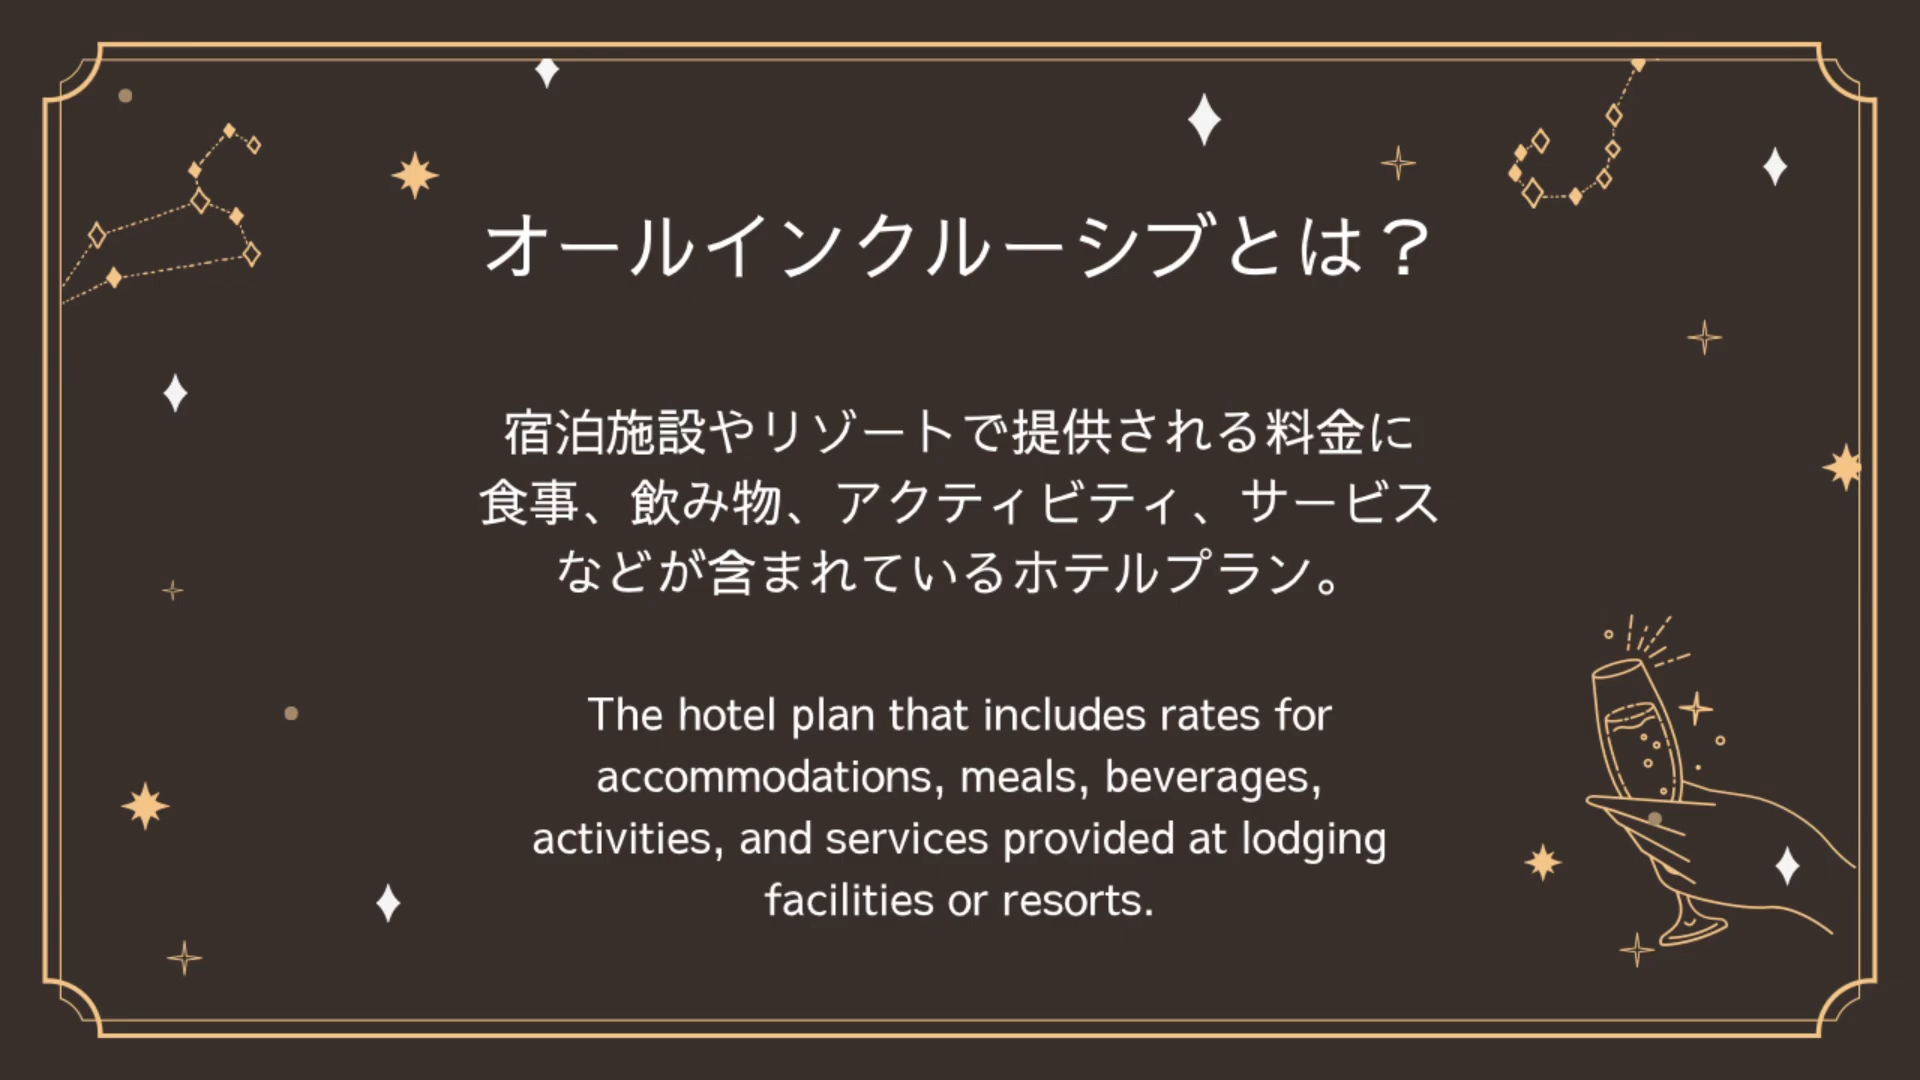 オールインクルーシブとは？
宿泊施設やリゾートで提供される料金に
食事、飲み物、アクティビティ、サービス
などが含まれているホテルプラン。
The hotel plan that includes rates for
accommodations, meals, beverages,
activities, and services provided at lodging
facilities or resorts.